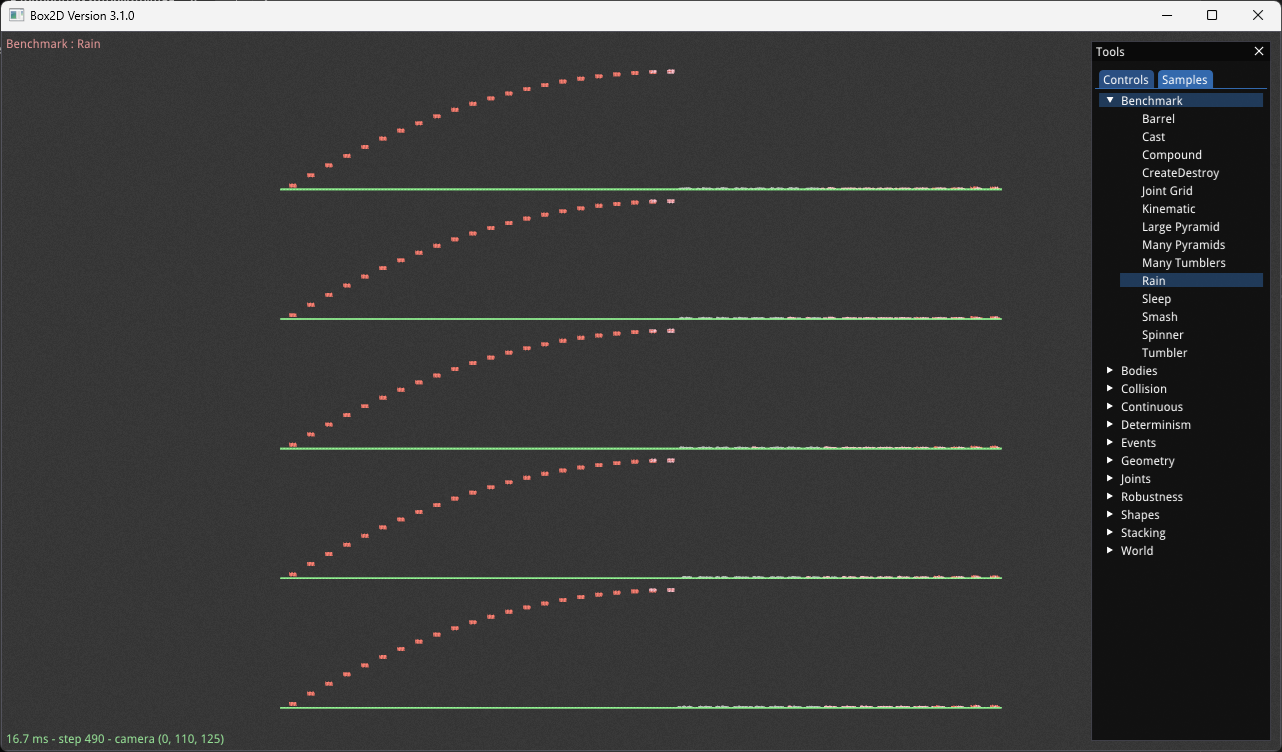 Box2D Version 3.1.0
Benchmark : Rain
Tools
Controls Samples
Benchmark
Barrel
Cast
Compound
CreateDestroy
Joint Grid
Kinematic
Large Pyramid
Many Pyramids
Many Tumblers
Rain
Sleep
Smash
Spinner
Tumbler
Bodies
Collision
Continuous
Determinism
Events
Geometry
Joints
Robustness
Shapes
Stacking
World
16.7 ms - step 490 - camera (0, 110, 125)